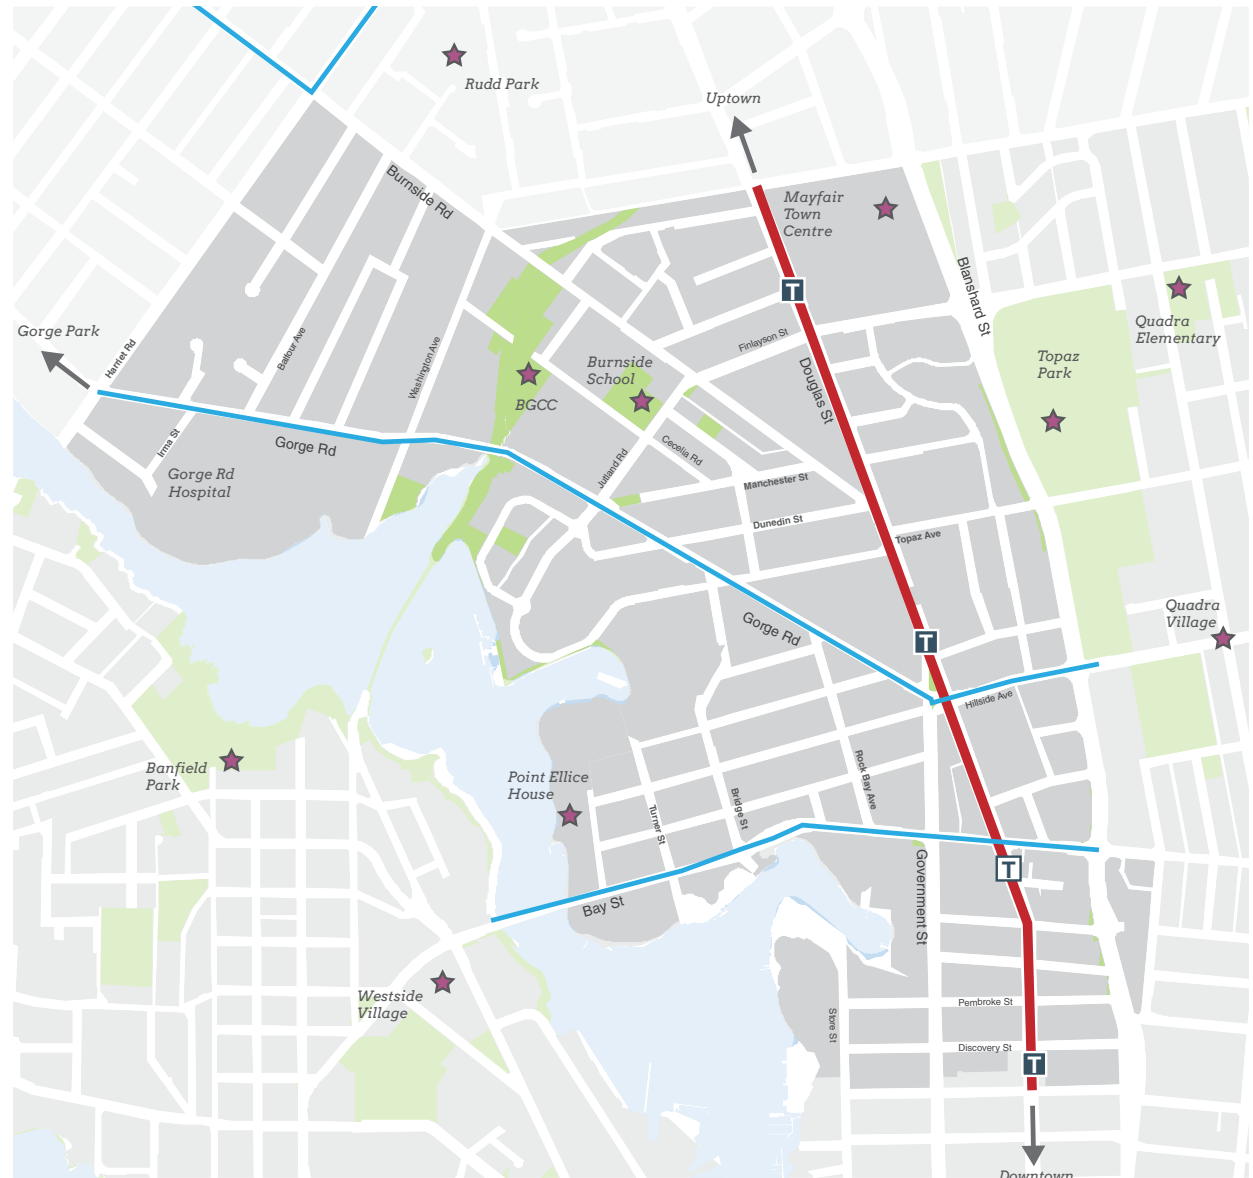 Rudd Park
Uptown
Burnside Rd
Mayfair
Town
Centre
Blanshard St
Gorge Park
Harriet Rd
Balfour Ave
Washington Ave
Burnside
School
BGCC
Finlayson St
Douglas St
Topaz
Park
Quadra
Elementary
T
Irma St
Gorge Rd
Gorge Rd
Hospital
Jutland Rd
Cecelia Rd
Manchester St
Dunedin St
Topaz Ave
Quadra
Village
Gorge Rd
T
Hillside Ave
Banfield
Park
Point Ellice
House
Turner St
Bridge St
Rock Bay Ave
T
Government St
Bay St
Westside
Village
Store St
Pembroke St
Discovery St
T
Downtown